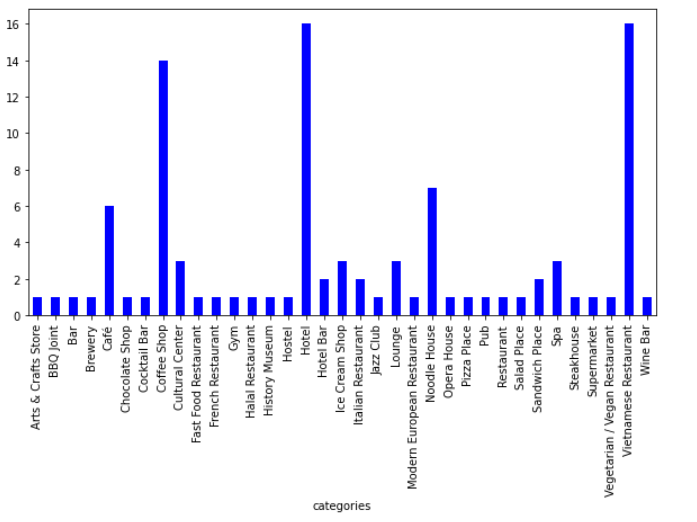 16
14
12
10
8
6
4
2
0
Arts & Crafts Store
BBQ Joint
Bar
Brewery
Café
Chocolate Shop
Cocktail Bar
Coffee Shop
Cultural Center
Fast Food Restaurant
French Restaurant
Gym
Halal Restaurant
History Museum
Hostel
Hotel
Hotel Bar
Ice Cream Shop
Italian Restaurant
Jazz Club
Lounge
Modern European Restaurant
Noodle House
Opera House
Pizza Place
Pub
Restaurant
Salad Place
Sandwich Place
Spa
Steakhouse
Supermarket
Vegetarian / Vegan Restaurant
Vietnamese Restaurant
Wine Bar
categories